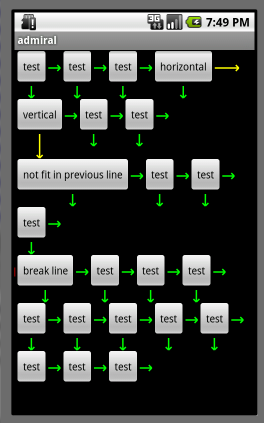 3G 7:49 PM
admiral
test test test horizontal
vertical test test
not fit in previous line test test
test
break line test test test
test test test test test
test test test